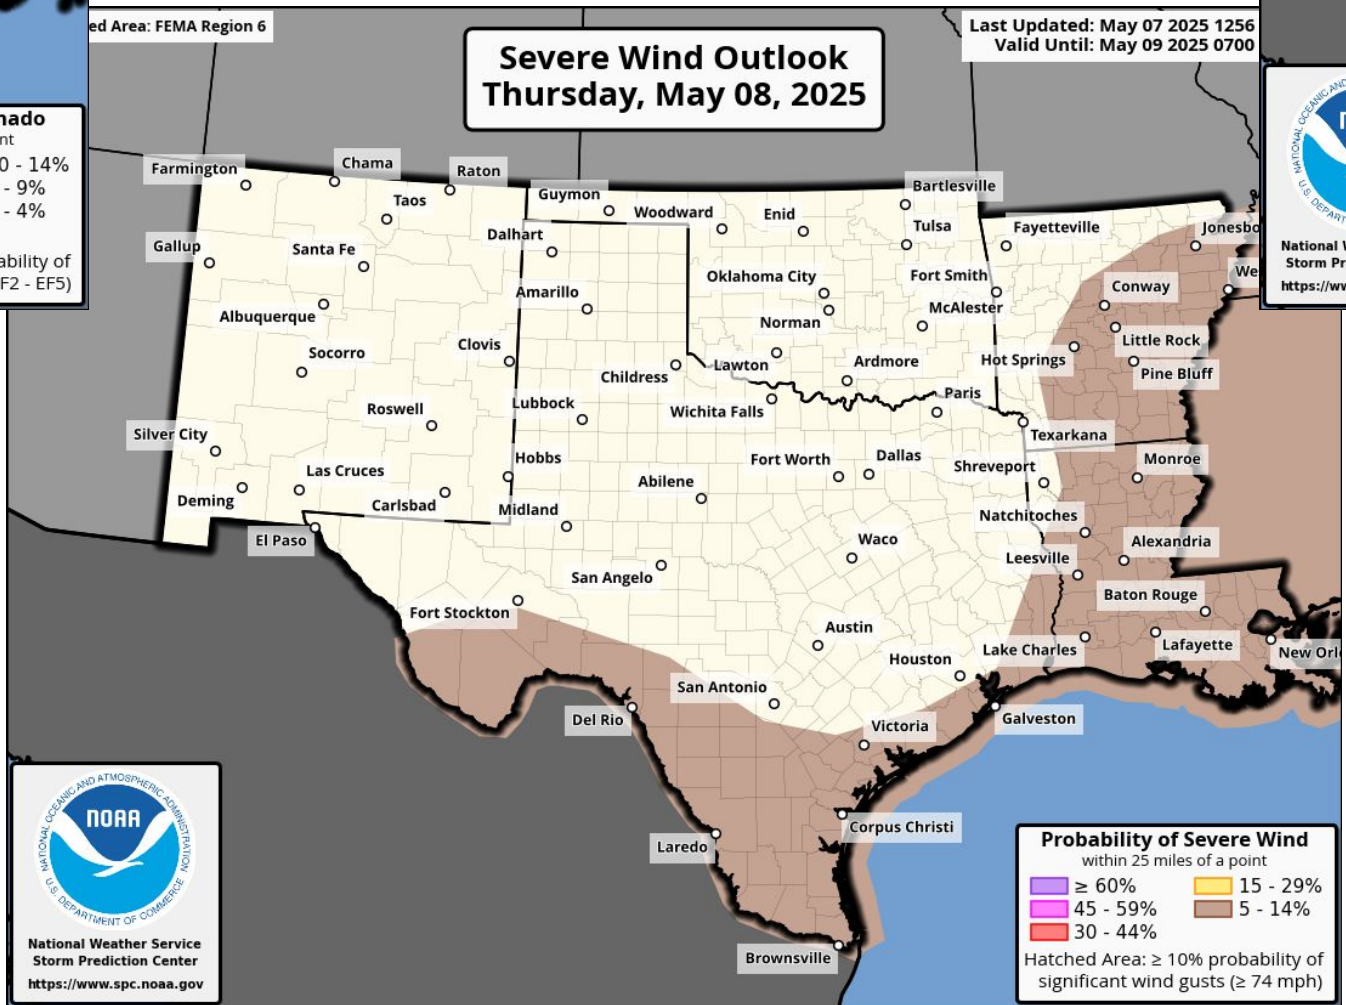 ed Area: FEMA Region 6
Severe Wind Outlook
Thursday, May 08, 2025
Last Updated: May 07 2025 1256
Valid Until: May 09 2025 0700
nado
nt
0 - 14%
- 9%
- 4%
ability of
F2 - EF5)
National W
Storm Pr
https://ww
Farmington
Chama
Raton
Taos
Guymon
Woodward
Enid
Bartlesville
Tulsa
Fayetteville
Jonesbo
Gallup
Santa Fe
Dalhart
Oklahoma City
Fort Smith
We
Conway
Amarillo
Albuquerque
Norman
McAlester
Little Rock
Socorro
Clovis
Childress
Lawton
Ardmore
Hot Springs
Pine Bluff
Roswell
Lubbock
Wichita Falls
Paris
Texarkana
Silver City
Las Cruces
Hobbs
Fort Worth
Dallas
Shreveport
Monroe
Deming
Carlsbad
Midland
Abilene
Natchitoches
El Paso
Waco
Alexandria
San Angelo
Leesville
Fort Stockton
Baton Rouge
Austin
Houston
Lake Charles
Lafayette
New Orl
San Antonio
Del Rio
Victoria
Galveston
Corpus Christi
Laredo
Brownsville
NATIONAL OCEANIC AND ATMOSPHERIC ADMINISTRATION
NOAA
U.S. DEPARTMENT OF COMMERCE
National Weather Service
Storm Prediction Center
https://www.spc.noaa.gov
Probability of Severe Wind
within 25 miles of a point
≥ 60%
15 - 29%
45 - 59%
5 - 14%
30 - 44%
Hatched Area: ≥ 10% probability of
significant wind gusts (≥ 74 mph)